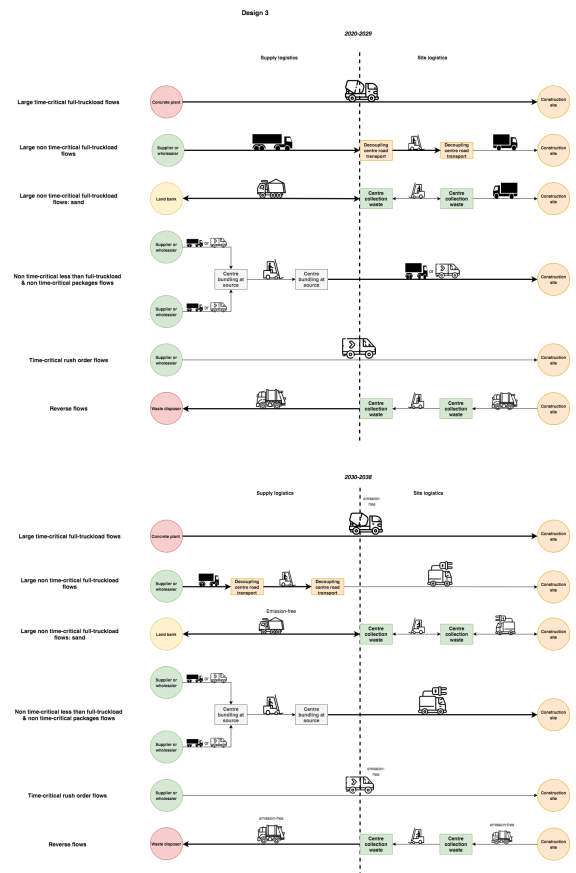 Design 3
2020-2029
Supply logistics
Site logistics
Large time-critical full-truckload flows
Concrete plant
Construction
site
Large non time-critical full-truckload
flows
Supplier or
wholesaler
Decoupling
centre road
transport
Decoupling
centre road
transport
Construction
site
Large non time-critical full-truckload
flows: sand
Land bank
Centre
collection
waste
Centre
collection
waste
Construction
site
Supplier or
wholesaler
or
Non time-critical less than full-truckload
& non time-critical packages flows
Centre
bundling at
source
Centre
bundling at
source
or
Construction
site
Supplier or
wholesaler
or
Time-critical rush order flows
Supplier or
wholesaler
Construction
site
Reverse flows
Waste disposer
Centre
collection
waste
Centre
collection
waste
Construction
site
2030-2038
Supply logistics
Site logistics
emission-
free
Large time-critical full-truckload flows
Concrete plant
Construction
site
Large non time-critical full-truckload
flows
Supplier or
wholesaler
Decoupling
centre road
transport
Decoupling
centre road
transport
Construction
site
Emission-free
Large non time-critical full-truckload
flows: sand
Land bank
Centre
collection
waste
Centre
collection
waste
Construction
site
Supplier or
wholesaler
or
Non time-critical less than full-truckload
& non time-critical packages flows
Centre
bundling at
source
Centre
bundling at
source
Construction
site
Supplier or
wholesaler
or
emission-
free
Time-critical rush order flows
Supplier or
wholesaler
Construction
site
emission-free
emission-free
Reverse flows
Waste disposer
Centre
collection
waste
Centre
collection
waste
Construction
site